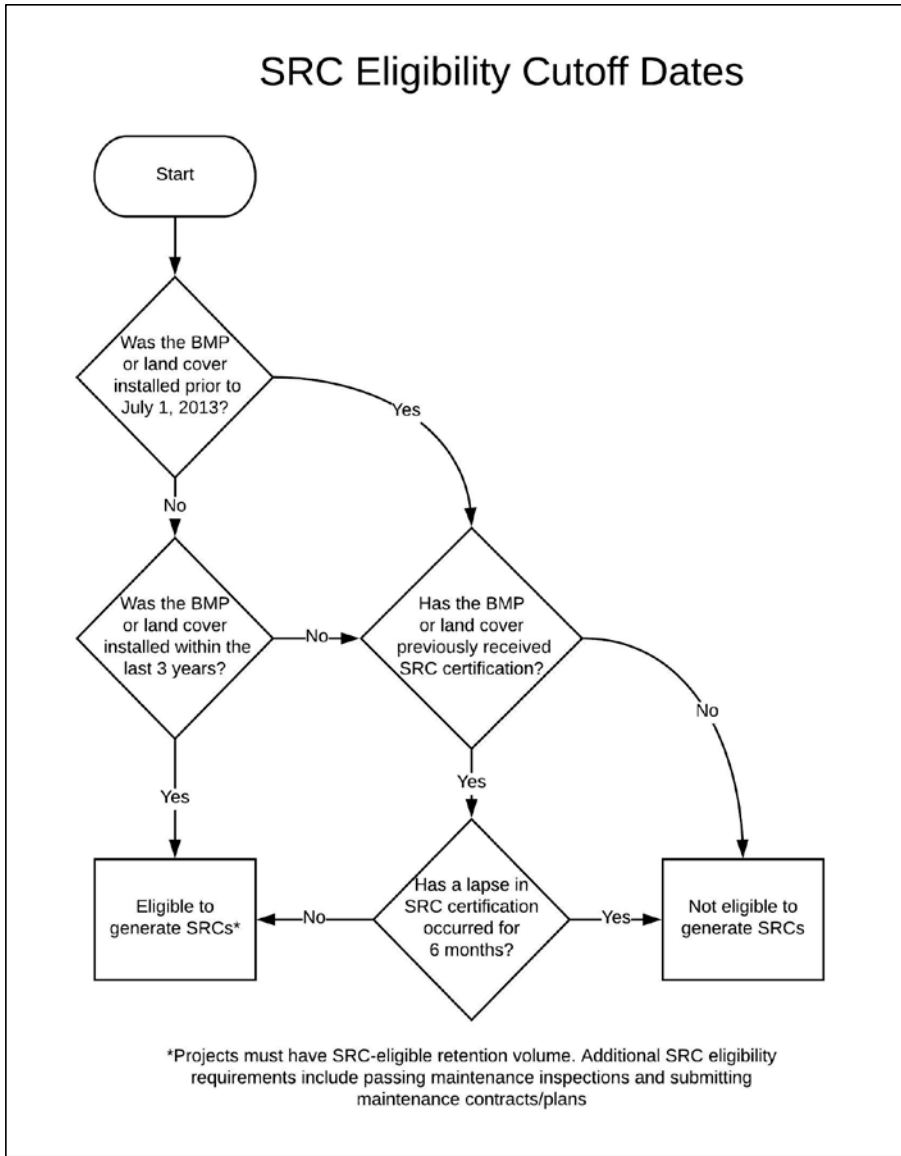 SRC Eligibility Cutoff Dates
Start
Was the BMP
or land cover
installed prior to
July 1, 2013?
Yes
No
Was the BMP
or land cover
installed within the
last 3 years?
No
Has the BMP
or land cover
previously received
SRC certification?
No
Yes
Yes
Eligible to
generate SRCs*
No
Has a lapse in
SRC certification
occurred for
6 months?
Yes
Not eligible to
generate SRCs
*Projects must have SRC-eligible retention volume. Additional SRC eligibility
requirements include passing maintenance inspections and submitting
maintenance contracts/plans